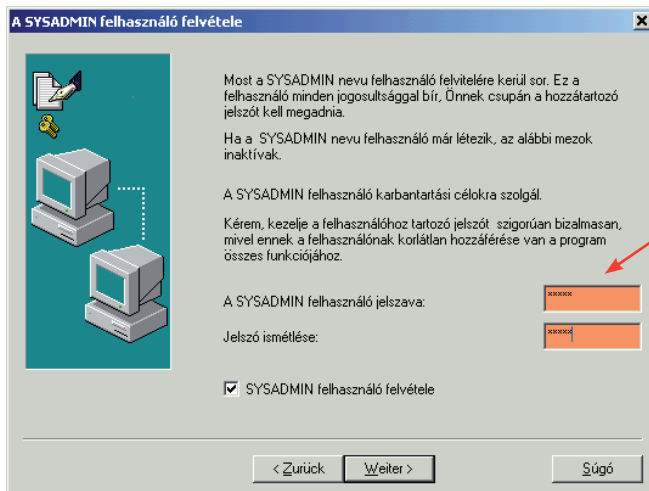 A SYSADMIN felhasználó felvétele
Most a SYSADMIN nevu felhasználó felvitelére kerül sor. Ez a
felhasználó minden jogosultsággal bír, Önnek csupán a hozzátartozó
jelszót kell megadnia.
Ha a SYSADMIN nevu felhasználó már létezik, az alábbi mezok
inaktívak.
A SYSADMIN felhasználó karbantartási célokra szolgál.
Kérem, kezelje a felhasználóhoz tartozó jelszót szigorúan bizalmasan,
mivel ennek a felhasználónak korlátlan hozzáférése van a program
összes funkciójához.
A SYSADMIN felhasználó jelszava: *****
Jelszó ismétlése: *****
SYSADMIN felhasználó felvétele
< Zurück Weiter > Súgó